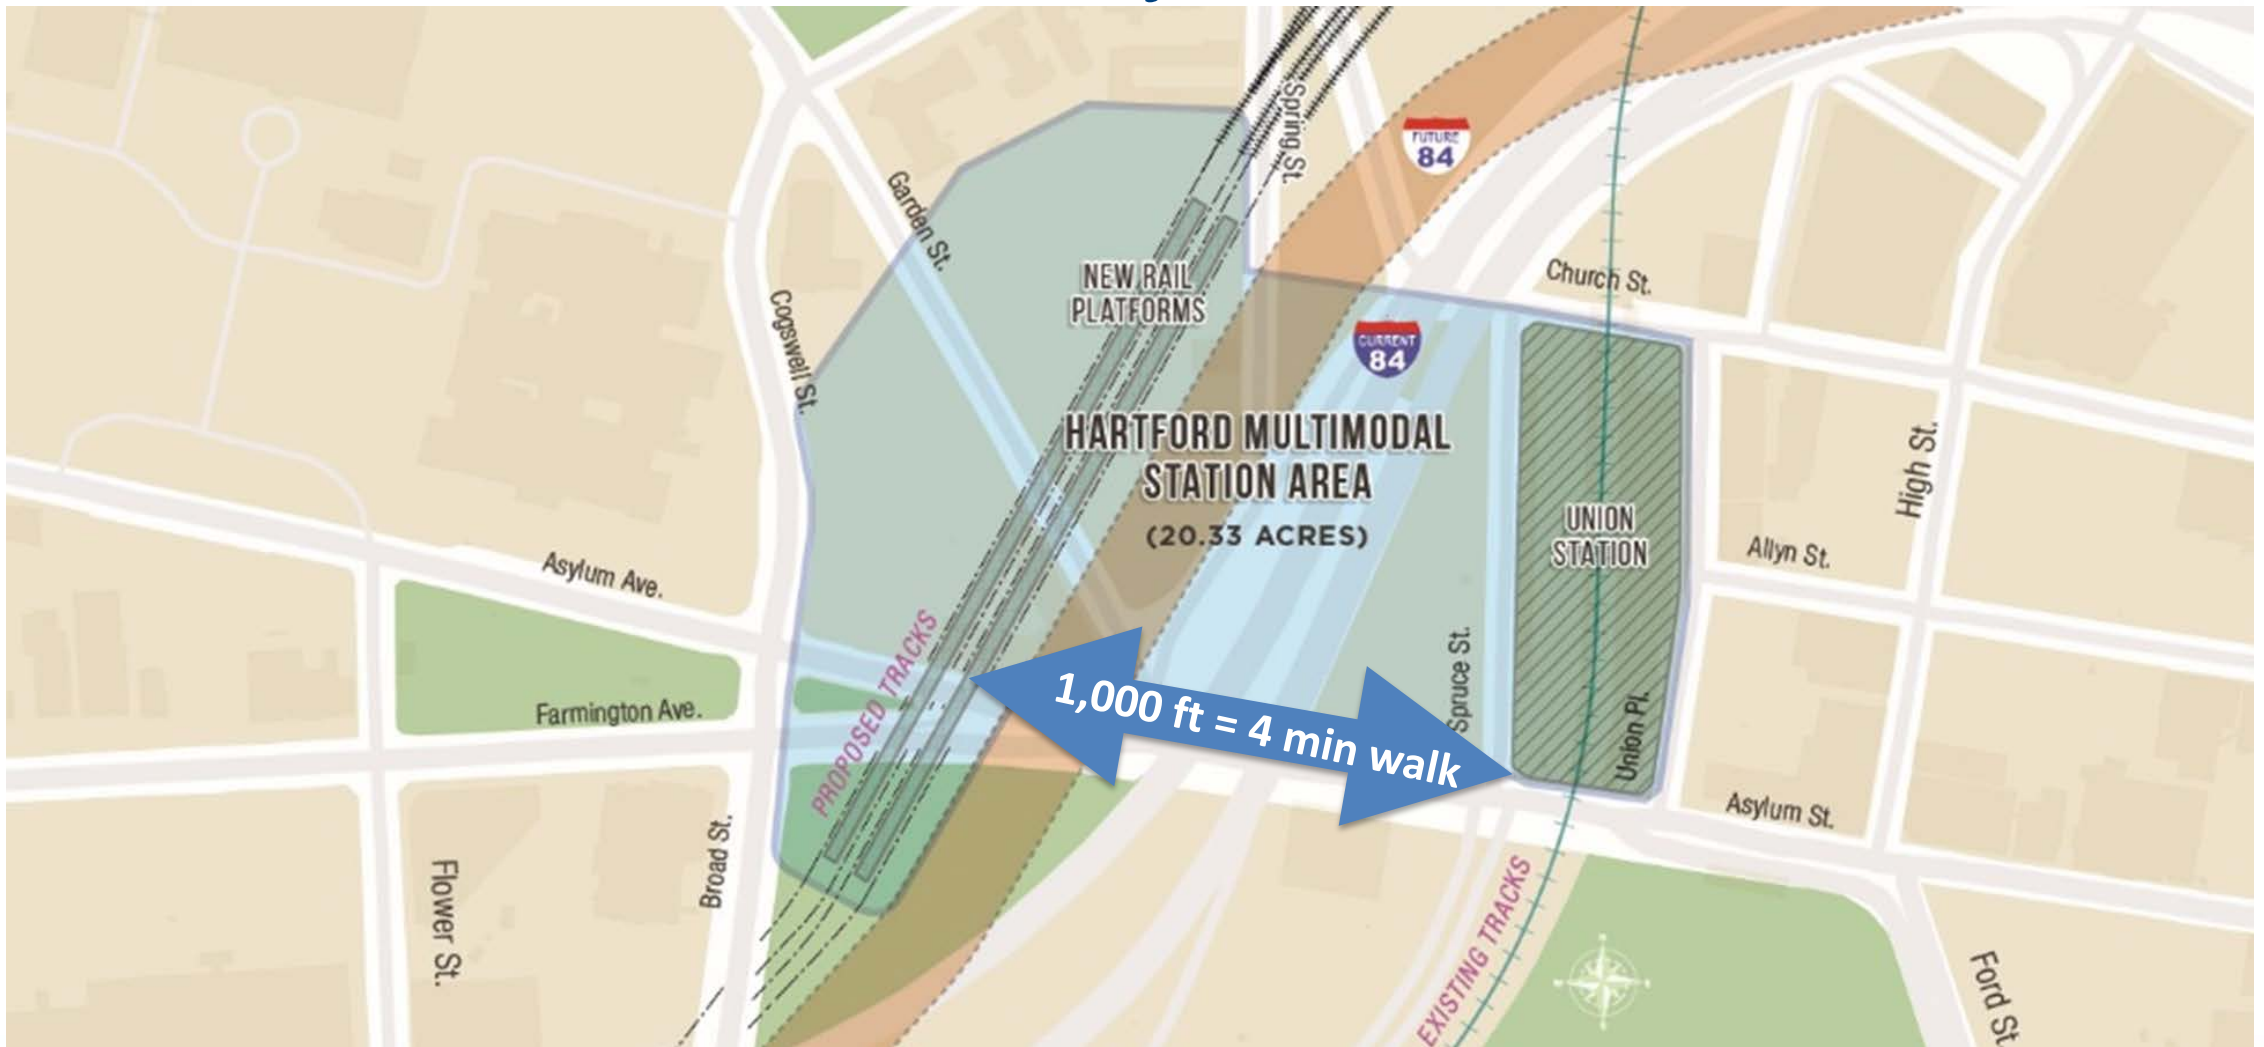 Spring St.
FUTURE
84
Garden St.
NEW RAIL
PLATFORMS
Church St.
Cogswell St.
CURRENT
84
HARTFORD MULTIMODAL
STATION AREA
(20.33 ACRES)
High St.
UNION
STATION
Allyn St.
Asylum Ave.
PROPOSED TRACKS
Farmington Ave.
1,000 ft = 4 min walk
Spruce St.
Union Pl.
Asylum St.
Broad St.
Flower St.
EXISTING TRACKS
Ford St.